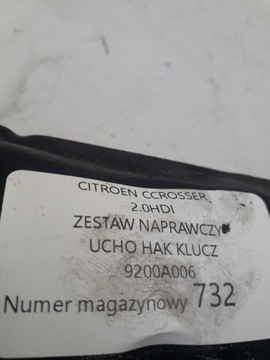 CITROEN CCROSSER
2.0HDI
ZESTAW NAPRAWCZY
UCHO HAK KLUCZ
9200A006
Numer magazynowy 732